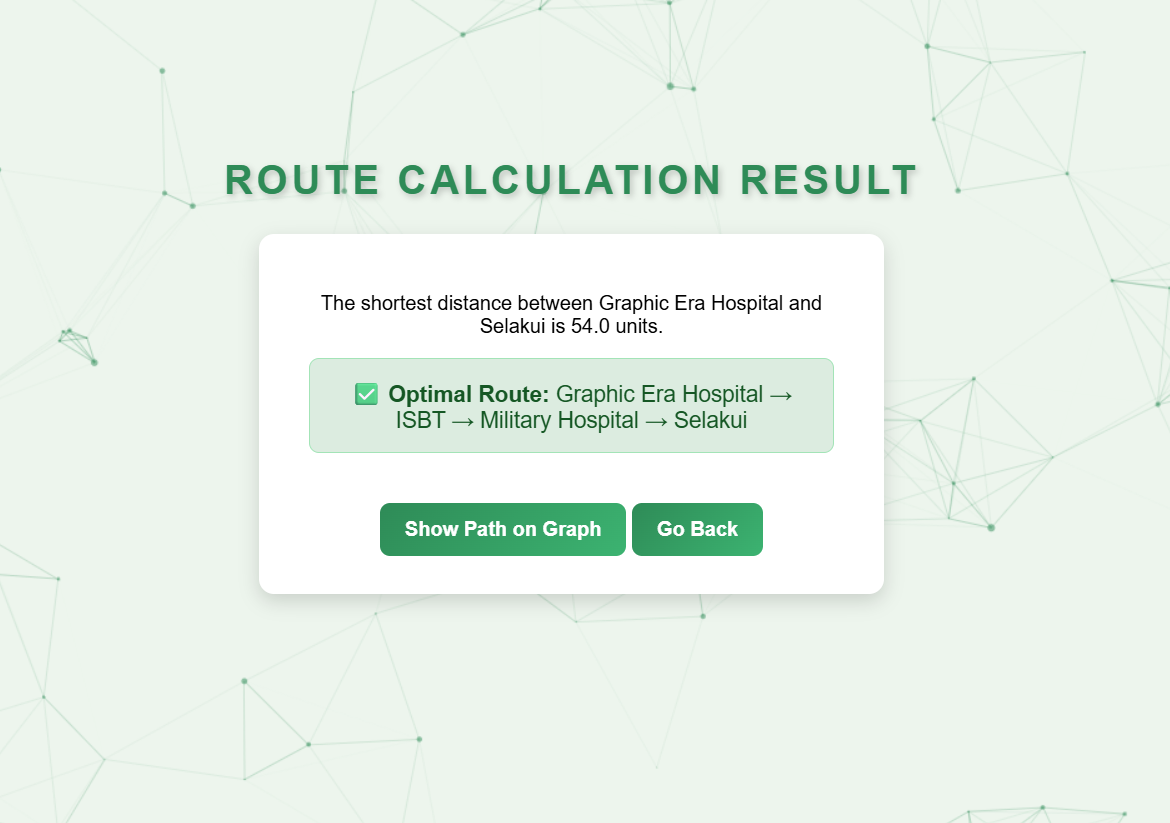 ROUTE CALCULATION RESULT
The shortest distance between Graphic Era Hospital and
Selakui is 54.0 units.
✅ Optimal Route: Graphic Era Hospital →
ISBT → Military Hospital → Selakui
Show Path on Graph
Go Back